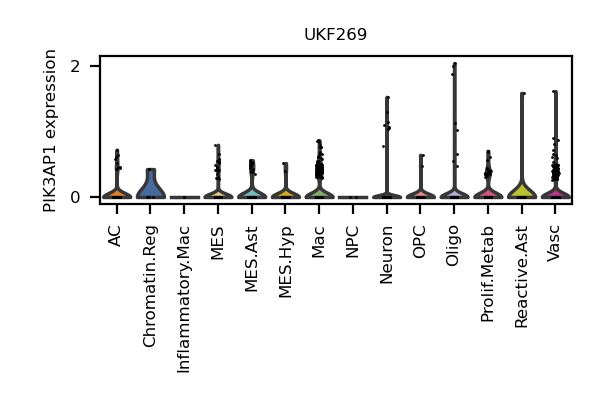 UKF269
PIK3AP1 expression
2
0
AC
Chromatin.Reg
Inflammatory.Mac
MES
MES.Ast
MES.Hyp
Mac
NPC
Neuron
OPC
Oligo
Prolif.Metab
Reactive.Ast
Vasc